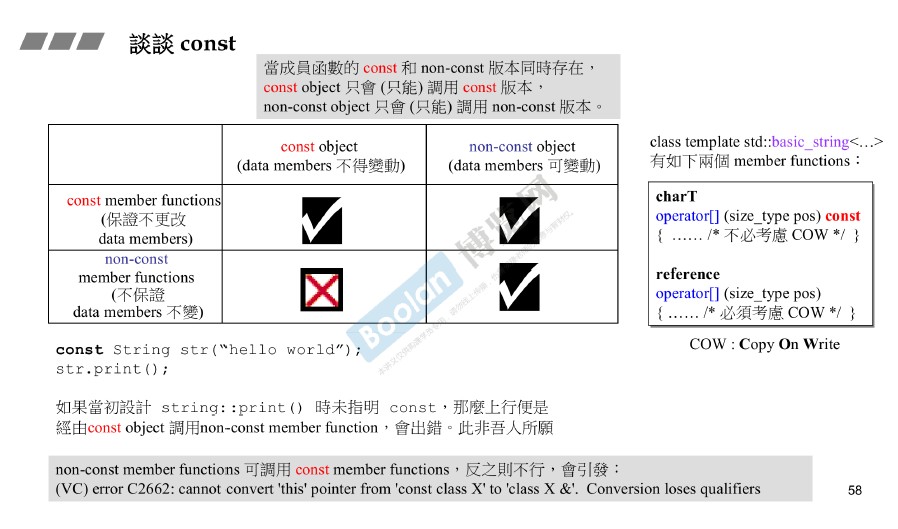 談談 const
當成員函數的 const 和 non-const 版本同時存在，
const object 只會 (只能) 調用 const 版本，
non-const object 只會 (只能) 調用 non-const 版本。
const object
(data members 不得變動)
non-const object
(data members 可變動)
const member functions
(保證不更改
data members)
non-const
member functions
(不保證
data members 不變)
class template std::basic_string<…>
有如下兩個 member functions：
charT
operator[] (size_type pos) const
{ …… /* 不必考慮 COW */ }
reference
operator[] (size_type pos)
{ …… /* 必須考慮 COW */ }
COW : Copy On Write
Boolan 博览网
const String str(“hello world”);
str.print();
如果當初設計 string::print() 時未指明 const，那麼上行便是
經由const object 調用non-const member function，會出錯。此非吾人所願
non-const member functions 可調用 const member functions，反之則不行，會引發：
(VC) error C2662: cannot convert 'this' pointer from 'const class X' to 'class X &'. Conversion loses qualifiers
58